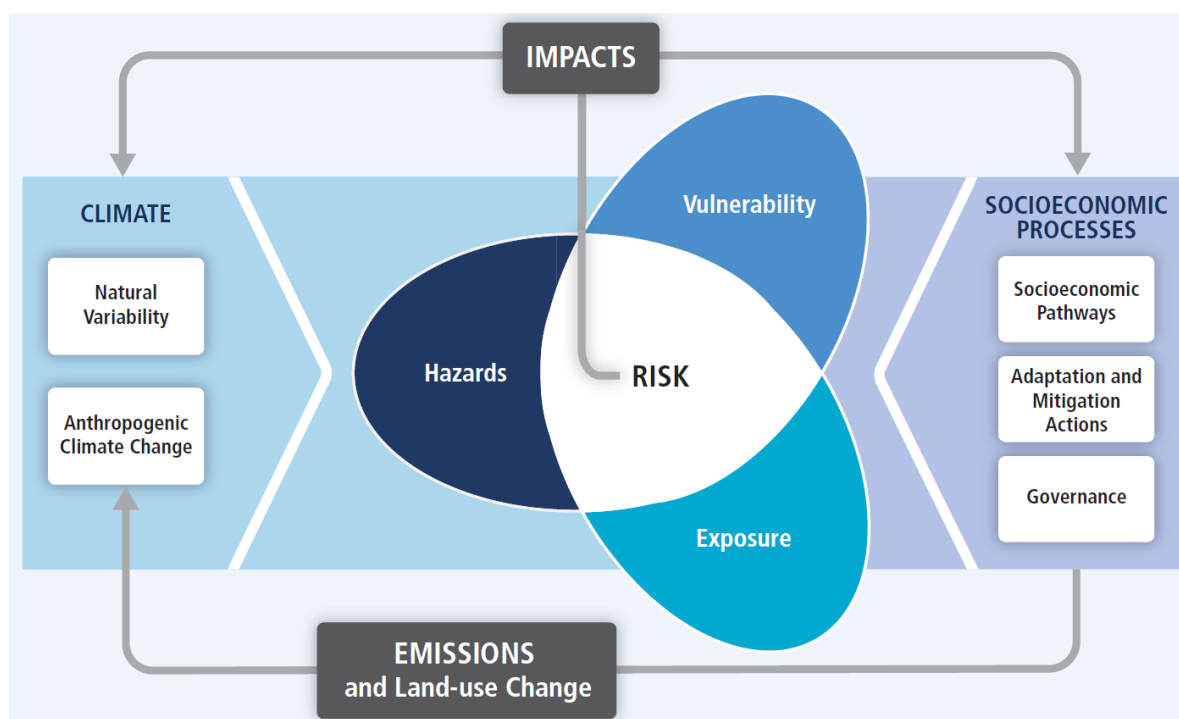 IMPACTS
CLIMATE
Natural
Variability
Anthropogenic
Climate Change
Vulnerability
Hazards
RISK
Exposure
SOCIOECONOMIC
PROCESSES
Socioeconomic
Pathways
Adaptation and
Mitigation
Actions
Governance
EMISSIONS
and Land-use Change